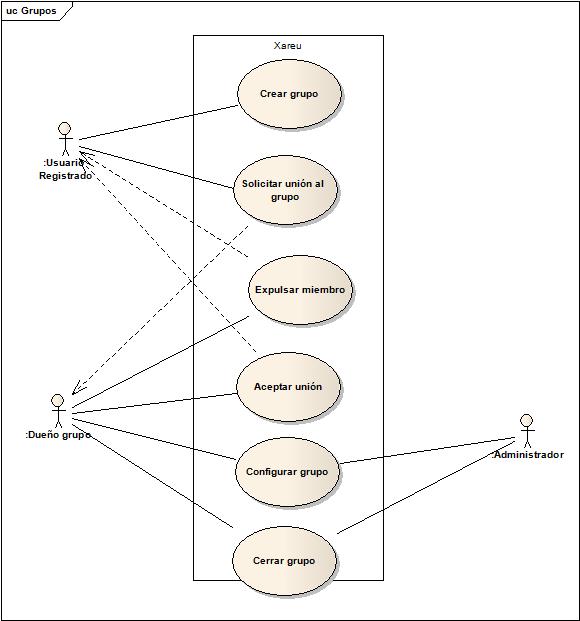 uc Grupos
Xareu
Crear grupo
:Usuario
Registrado
Solicitar unión al
grupo
Expulsar miembro
Aceptar unión
:Dueño grupo
Configurar grupo
:Administrador
Cerrar grupo